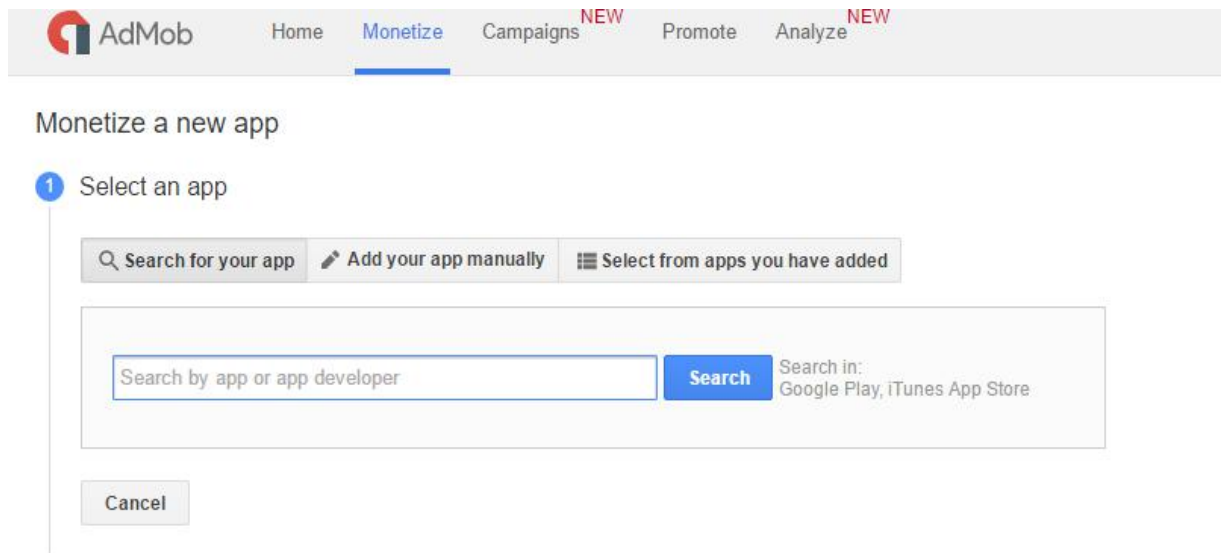 AdMob Home Monetize Campaigns NEW Promote Analyze NEW
Monetize a new app
1 Select an app
Search for your app Add your app manually Select from apps you have added
Search by app or app developer Search Search in:
Google Play, iTunes App Store
Cancel